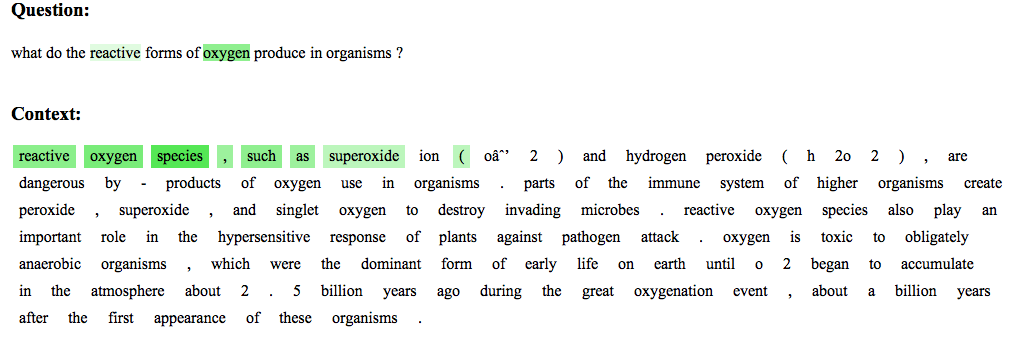 Question:
what do the reactive forms of oxygen produce in organisms ?
Context:
reactive oxygen species , such as superoxide ion ( oâˆ’ 2 ) and hydrogen peroxide ( h 2o 2 ) , are
dangerous by - products of oxygen use in organisms . parts of the immune system of higher organisms create
peroxide , superoxide , and singlet oxygen to destroy invading microbes . reactive oxygen species also play an
important role in the hypersensitive response of plants against pathogen attack . oxygen is toxic to obligately
anaerobic organisms , which were the dominant form of early life on earth until o 2 began to accumulate
in the atmosphere about 2 . 5 billion years ago during the great oxygenation event , about a billion years
after the first appearance of these organisms .